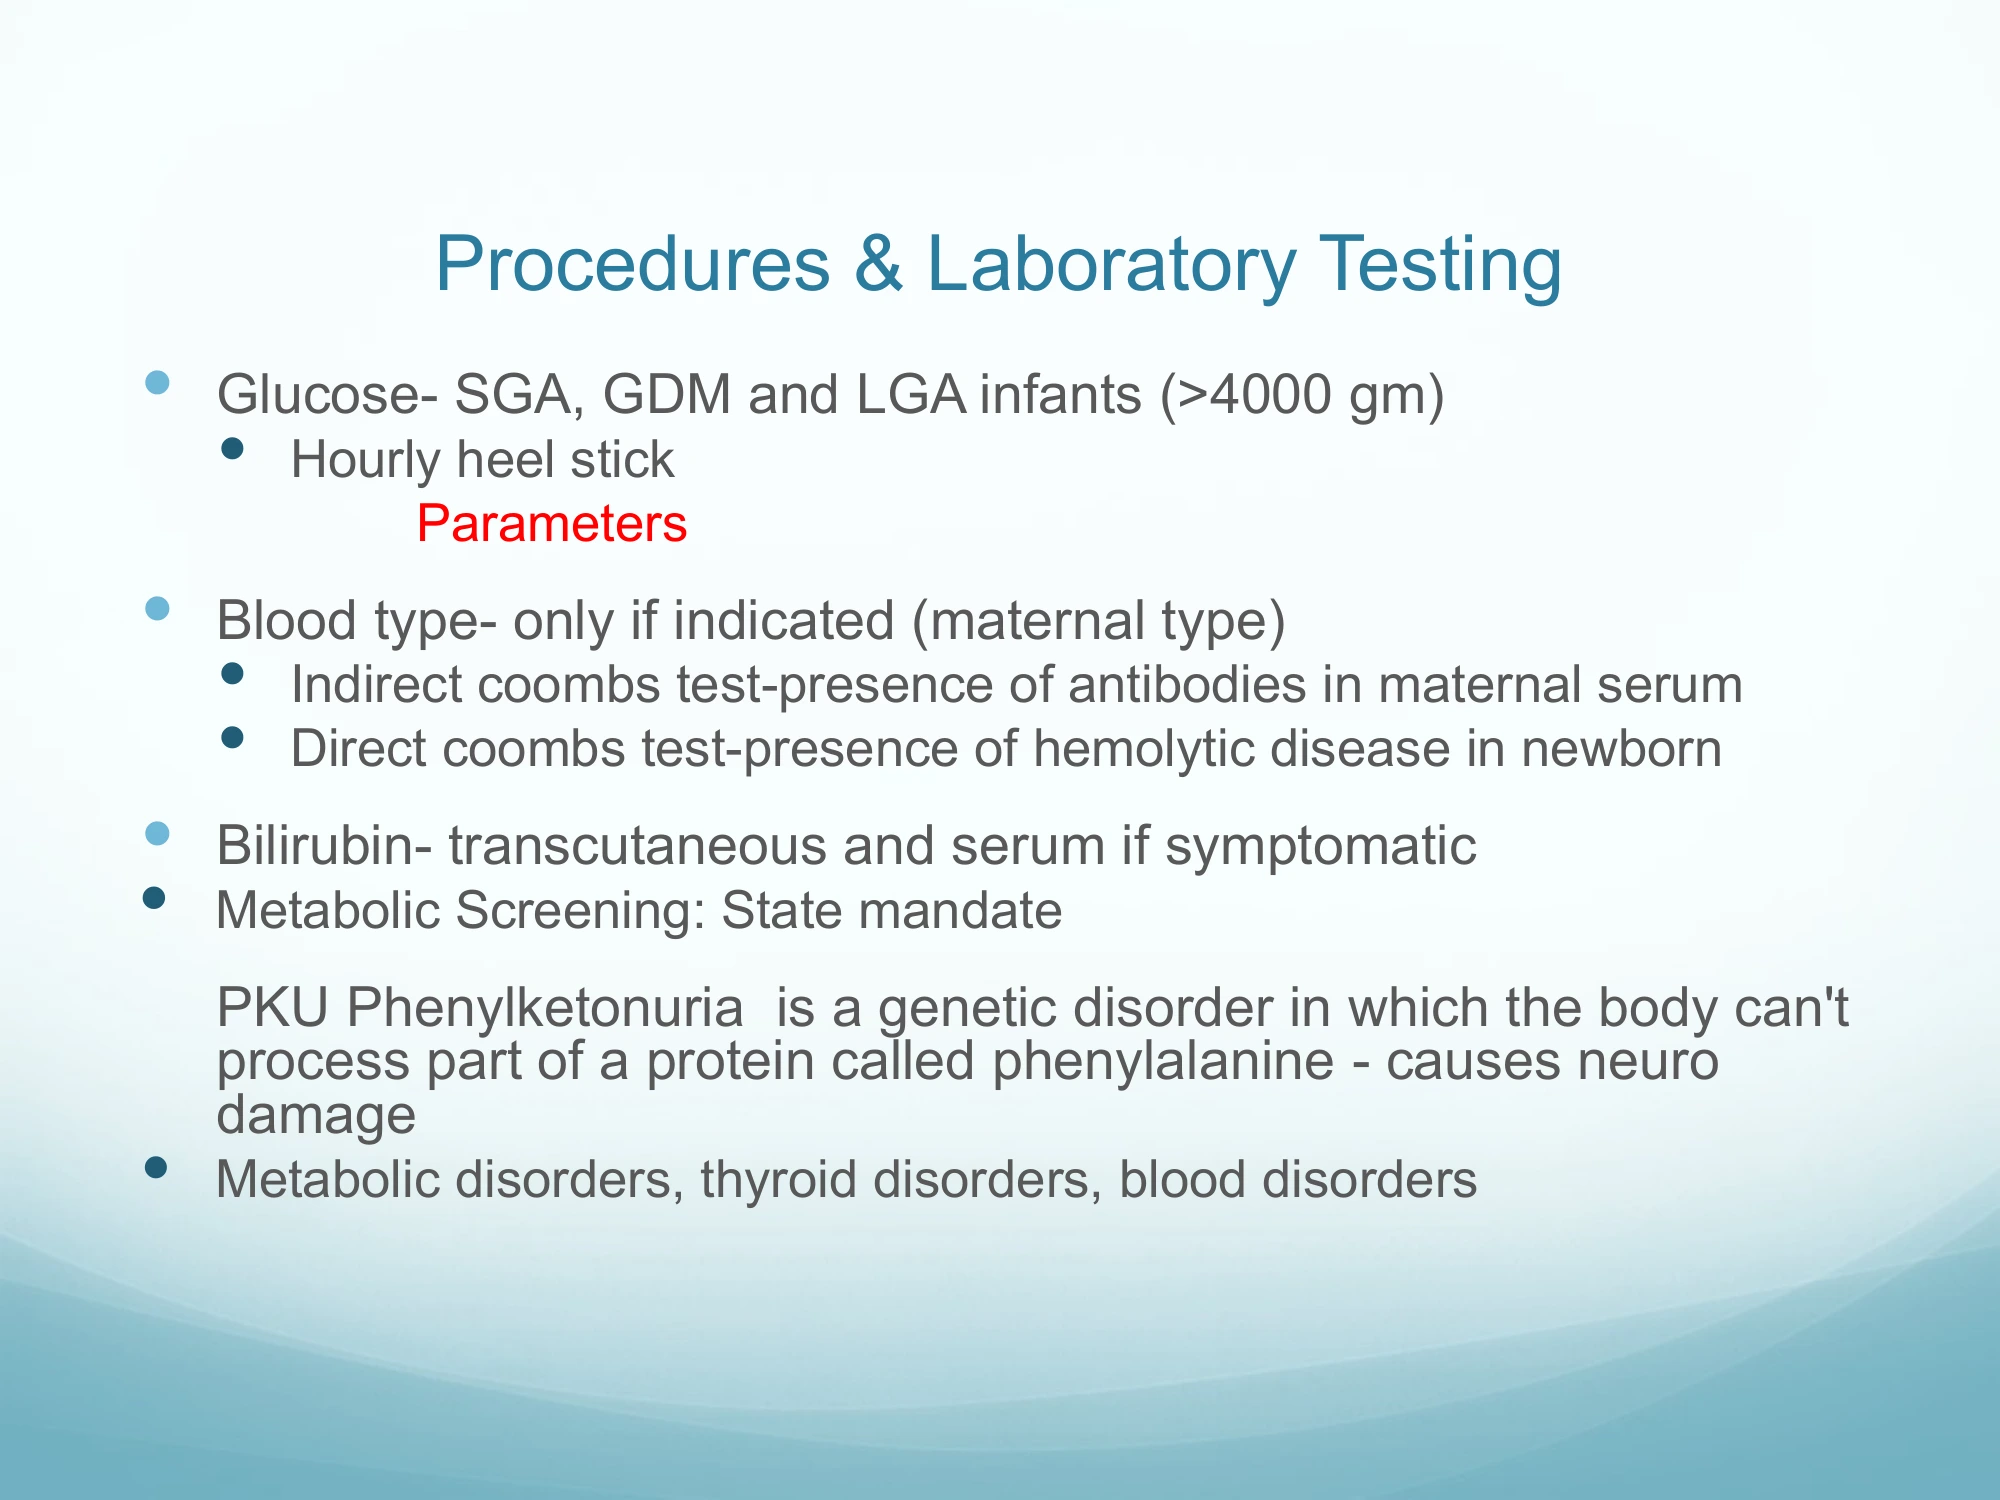 Procedures & Laboratory Testing
• Glucose- SGA, GDM and LGA infants (>4000 gm)
• Hourly heel stick
Parameters
• Blood type- only if indicated (maternal type)
• Indirect coombs test-presence of antibodies in maternal serum
• Direct coombs test-presence of hemolytic disease in newborn
• Bilirubin- transcutaneous and serum if symptomatic
• Metabolic Screening: State mandate
PKU Phenylketonuria  is a genetic disorder in which the body can't
process part of a protein called phenylalanine - causes neuro
damage
• Metabolic disorders, thyroid disorders, blood disorders